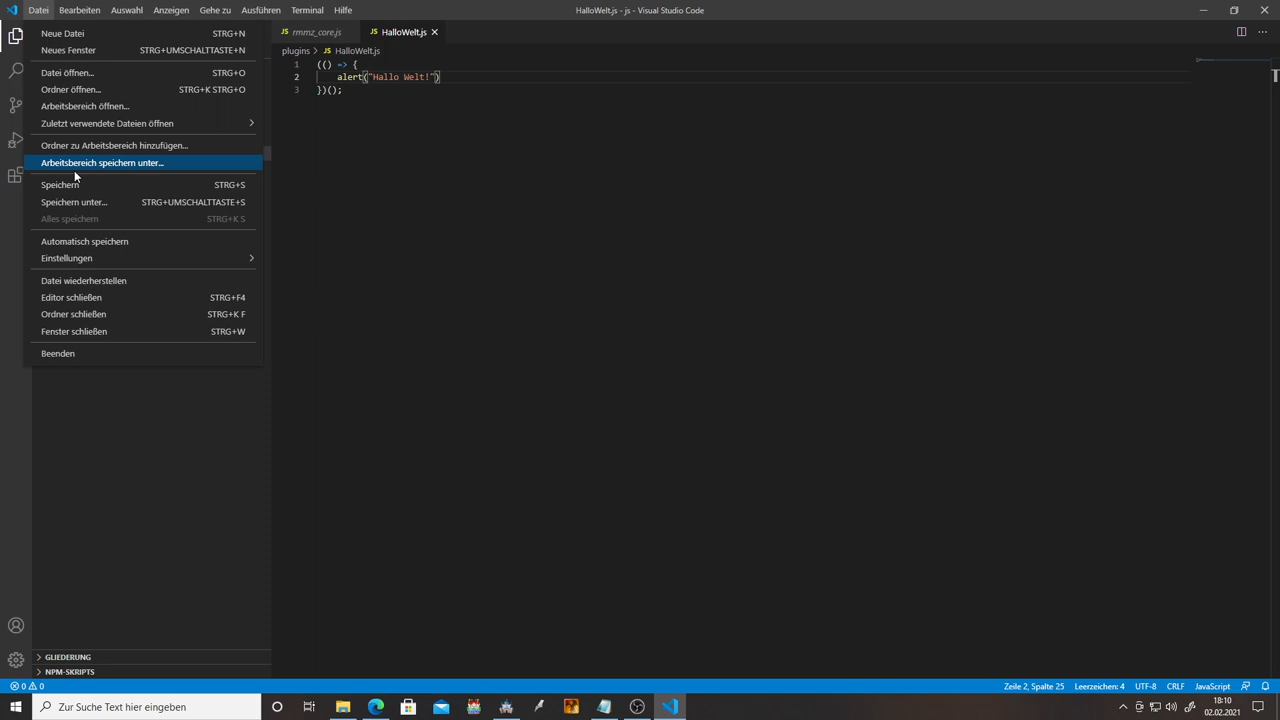 Datei Bearbeiten Auswahl Anzeigen Gehe zu Ausführen Terminal Hilfe HalloWelt.js - js - Visual Studio Code
JS rmmz_core.js JS HalloWelt.js
plugins > JS HalloWelt.js
Neue Datei STRG+N
Neues Fenster STRG+UMSCHALTTASTE+N
Datei öffnen... STRG+O
Ordner öffnen... STRG+K STRG+O
Arbeitsbereich öffnen...
Zuletzt verwendete Dateien öffnen
Ordner zu Arbeitsbereich hinzufügen...
Arbeitsbereich speichern unter...
Speichern STRG+S
Speichern unter... STRG+UMSCHALTTASTE+S
Alles speichern STRG+K S
Automatisch speichern
Einstellungen
Datei wiederherstellen
Editor schließen STRG+F4
Ordner schließen STRG+K F
Fenster schließen STRG+W
Beenden
1 (() => {
2 alert("Hallo Welt!")
3 })();
GLIEDERUNG
NPM-SKRIPTS
0 0 Zeile 2, Spalte 25 Leerzeichen: 4 UTF-8 CRLF JavaScript
Zur Suche Text hier eingeben
18:10
02.02.2021